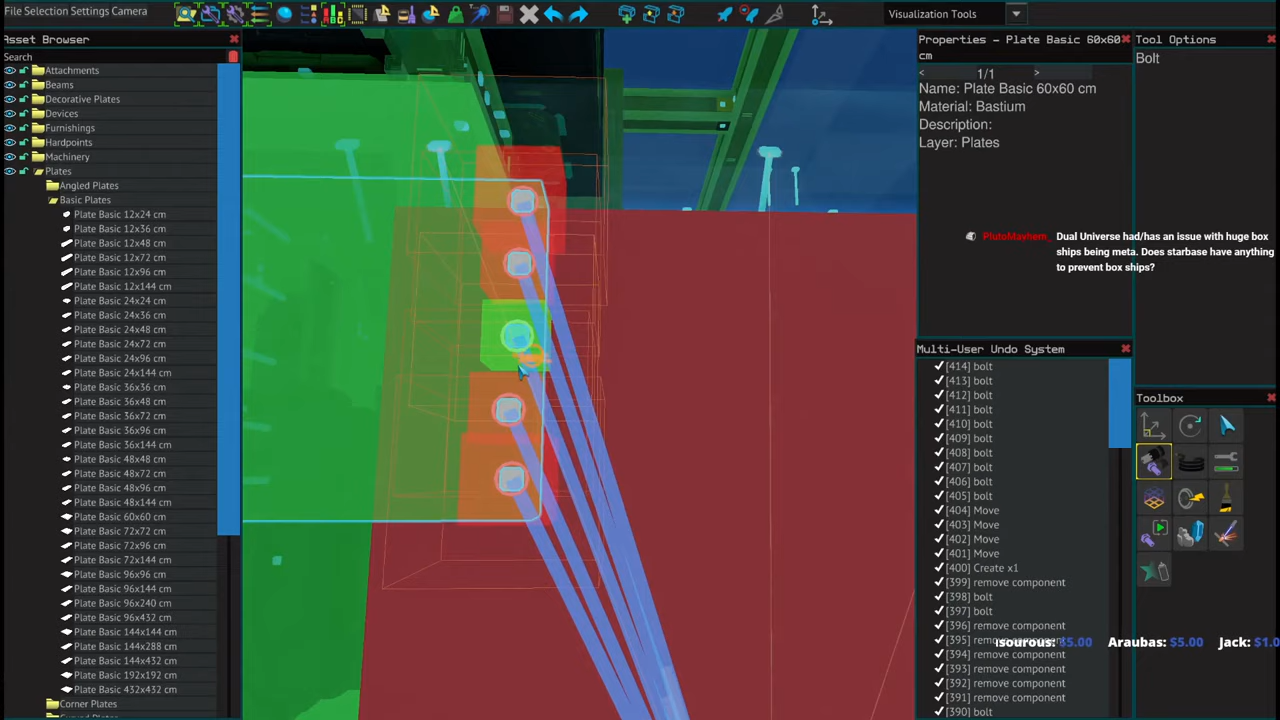 File Selection Settings Camera
Visualization Tools
Asset Browser
Search
Attachments
Beams
Decorative Plates
Devices
Furnishings
Hardpoints
Machinery
Plates
Angled Plates
Basic Plates
Plate Basic 12x24 cm
Plate Basic 12x36 cm
Plate Basic 12x48 cm
Plate Basic 12x72 cm
Plate Basic 12x96 cm
Plate Basic 12x144 cm
Plate Basic 24x24 cm
Plate Basic 24x36 cm
Plate Basic 24x48 cm
Plate Basic 24x72 cm
Plate Basic 24x96 cm
Plate Basic 24x144 cm
Plate Basic 36x36 cm
Plate Basic 36x48 cm
Plate Basic 36x72 cm
Plate Basic 36x96 cm
Plate Basic 36x144 cm
Plate Basic 48x48 cm
Plate Basic 48x72 cm
Plate Basic 48x96 cm
Plate Basic 48x144 cm
Plate Basic 60x60 cm
Plate Basic 72x72 cm
Plate Basic 72x96 cm
Plate Basic 72x144 cm
Plate Basic 96x96 cm
Plate Basic 96x144 cm
Plate Basic 96x240 cm
Plate Basic 96x432 cm
Plate Basic 144x144 cm
Plate Basic 144x288 cm
Plate Basic 144x432 cm
Plate Basic 192x192 cm
Plate Basic 432x432 cm
Corner Plates
Properties - Plate Basic 60x60
cm
< 1/1 >
Name: Plate Basic 60x60 cm
Material: Bastium
Description:
Layer: Plates
PlutoMayhem_ Dual Universe had/has an issue with huge box
ships being meta. Does starbase have anything
to prevent box ships?
Multi-User Undo System
[414] bolt
[413] bolt
[412] bolt
[411] bolt
[410] bolt
[409] bolt
[408] bolt
[407] bolt
[406] bolt
[405] bolt
[404] Move
[403] Move
[402] Move
[401] Move
[400] Create x1
[399] remove component
[398] bolt
[397] bolt
[396] remove component
[395] remove component
[394] remove component
[393] remove component
[392] remove component
[391] remove component
[390] bolt
Tool Options
Bolt
Toolbox
isourous: $5.00 Araubas: $5.00 Jack: $1.0